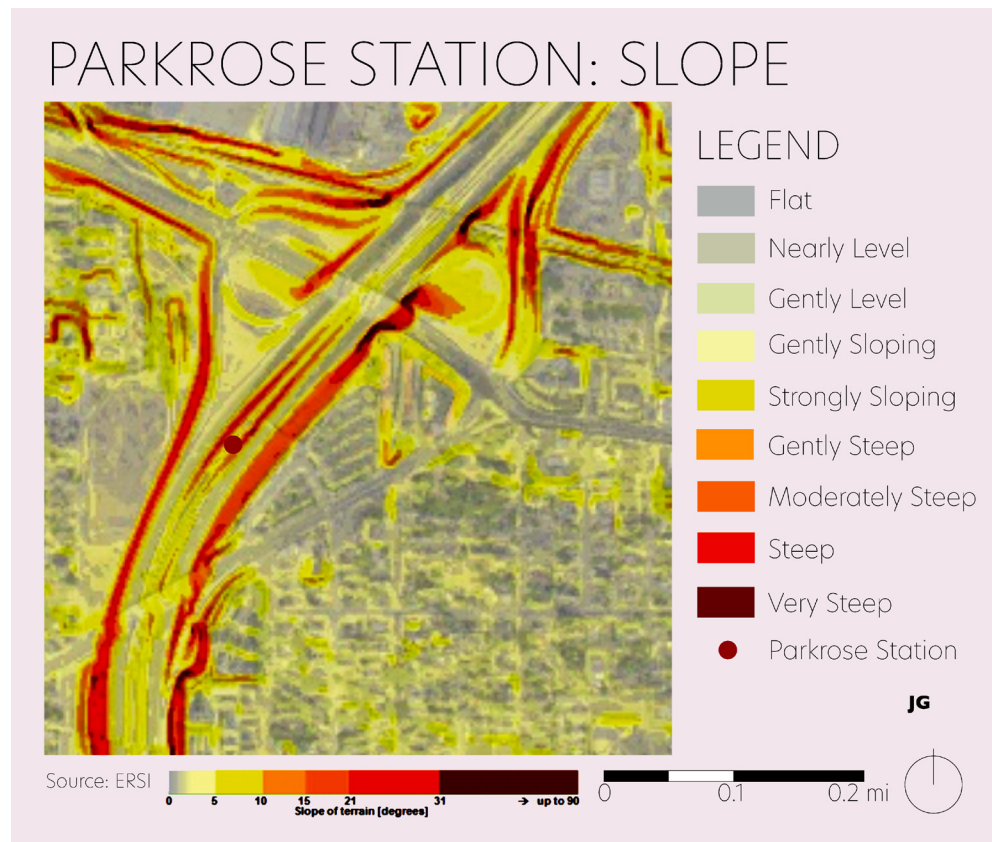 PARKROSE STATION: SLOPE
LEGEND
Flat
Nearly Level
Gently Level
Gently Sloping
Strongly Sloping
Gently Steep
Moderately Steep
Steep
Very Steep
Parkrose Station
JG
Source: ERSI
0 5 10 15 21 31 → up to 90
Slope of terrain [degrees]
0 0.1 0.2 mi